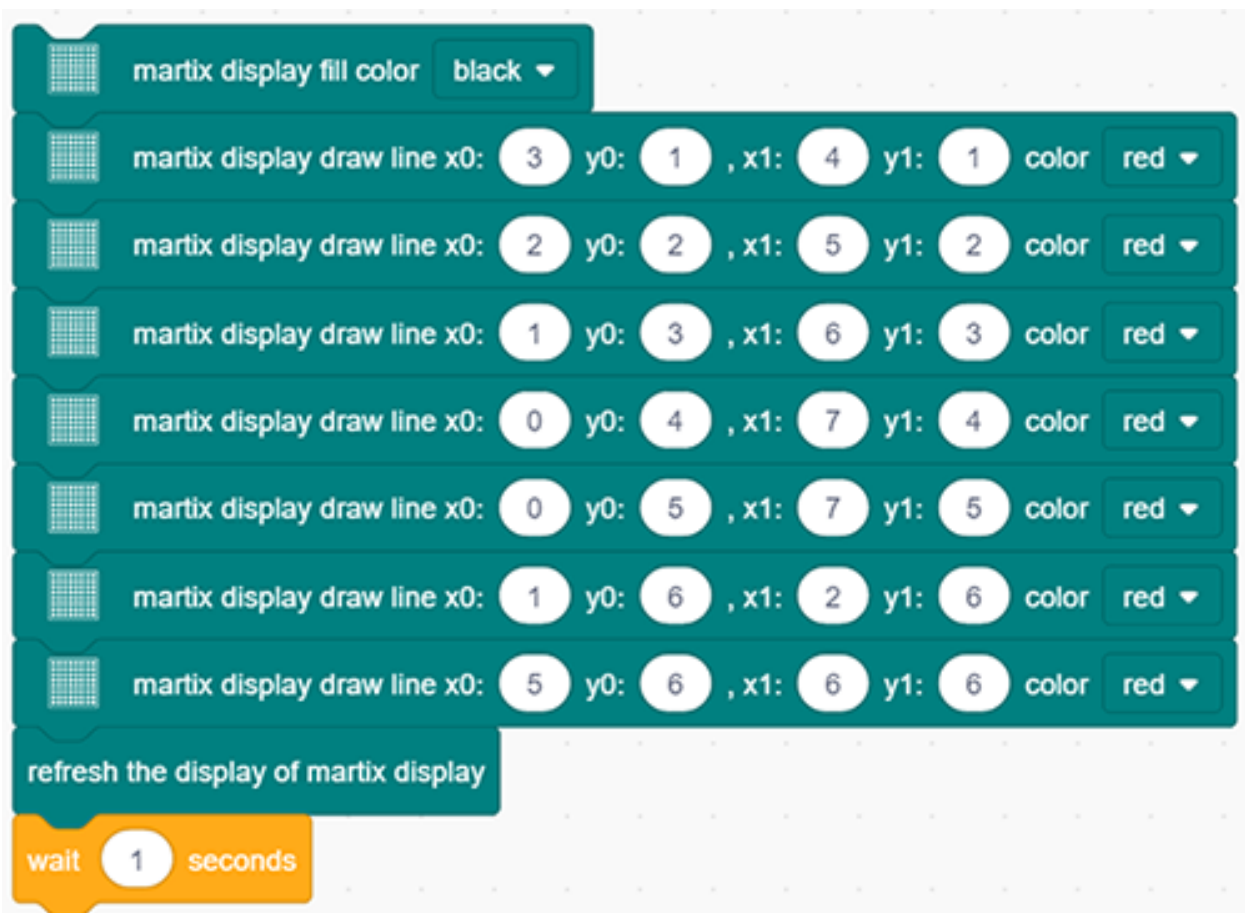 martix display fill color black
martix display draw line x0: 3 y0: 1 , x1: 4 y1: 1 color red
martix display draw line x0: 2 y0: 2 , x1: 5 y1: 2 color red
martix display draw line x0: 1 y0: 3 , x1: 6 y1: 3 color red
martix display draw line x0: 0 y0: 4 , x1: 7 y1: 4 color red
martix display draw line x0: 0 y0: 5 , x1: 7 y1: 5 color red
martix display draw line x0: 1 y0: 6 , x1: 2 y1: 6 color red
martix display draw line x0: 5 y0: 6 , x1: 6 y1: 6 color red
refresh the display of martix display
wait 1 seconds